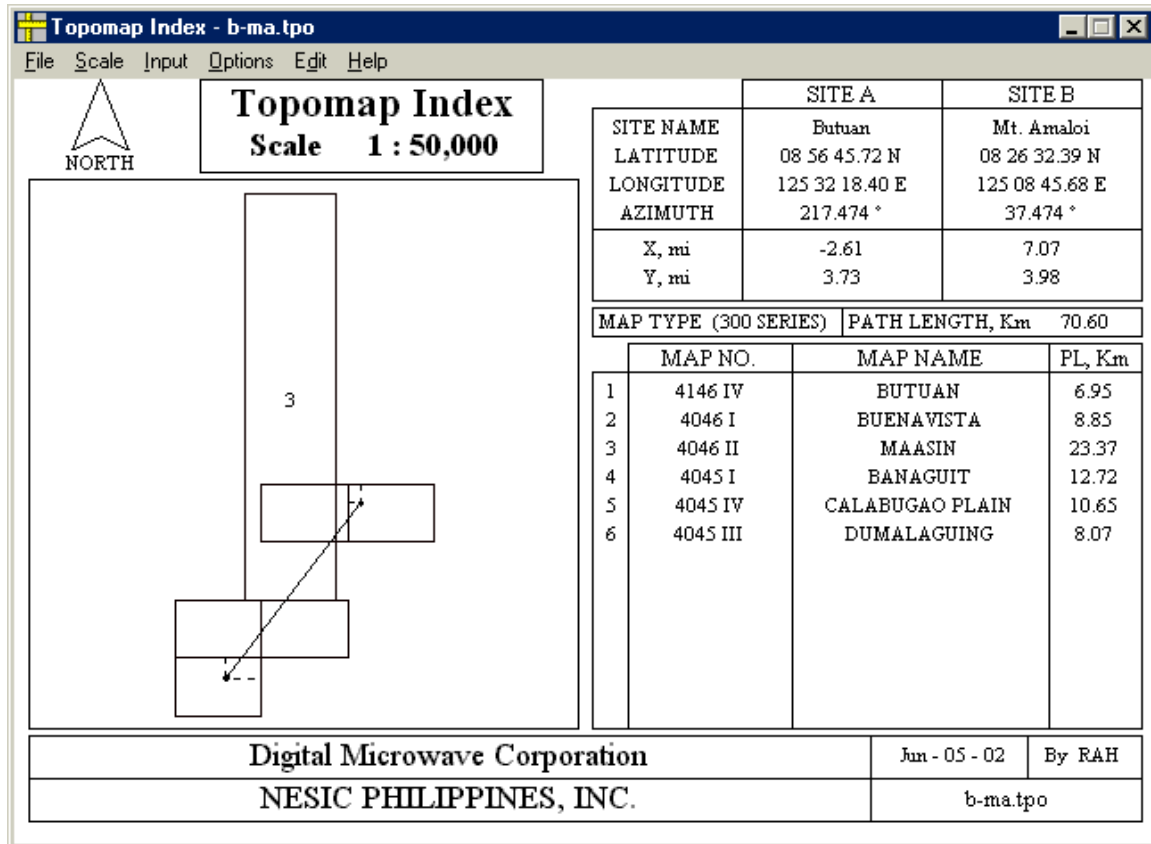 Topomap Index - b-ma.tpo
File Scale Input Options Edit Help
NORTH
Topomap Index
Scale 1 : 50,000
3
SITE A SITE B
SITE NAME Butuan Mt. Amaloi
LATITUDE 08 56 45.72 N 08 26 32.39 N
LONGITUDE 125 32 18.40 E 125 08 45.68 E
AZIMUTH 217.474 ° 37.474 °
X, mi -2.61 7.07
Y, mi 3.73 3.98
MAP TYPE (300 SERIES) PATH LENGTH, Km 70.60
MAP NO. MAP NAME PL, Km
1 4146 IV BUTUAN 6.95
2 4046 I BUENAVISTA 8.85
3 4046 II MAASIN 23.37
4 4045 I BANAGUIT 12.72
5 4045 IV CALABUGAO PLAIN 10.65
6 4045 III DUMALAGUING 8.07
Digital Microwave Corporation Jun - 05 - 02 By RAH
NESIC PHILIPPINES, INC. b-ma.tpo